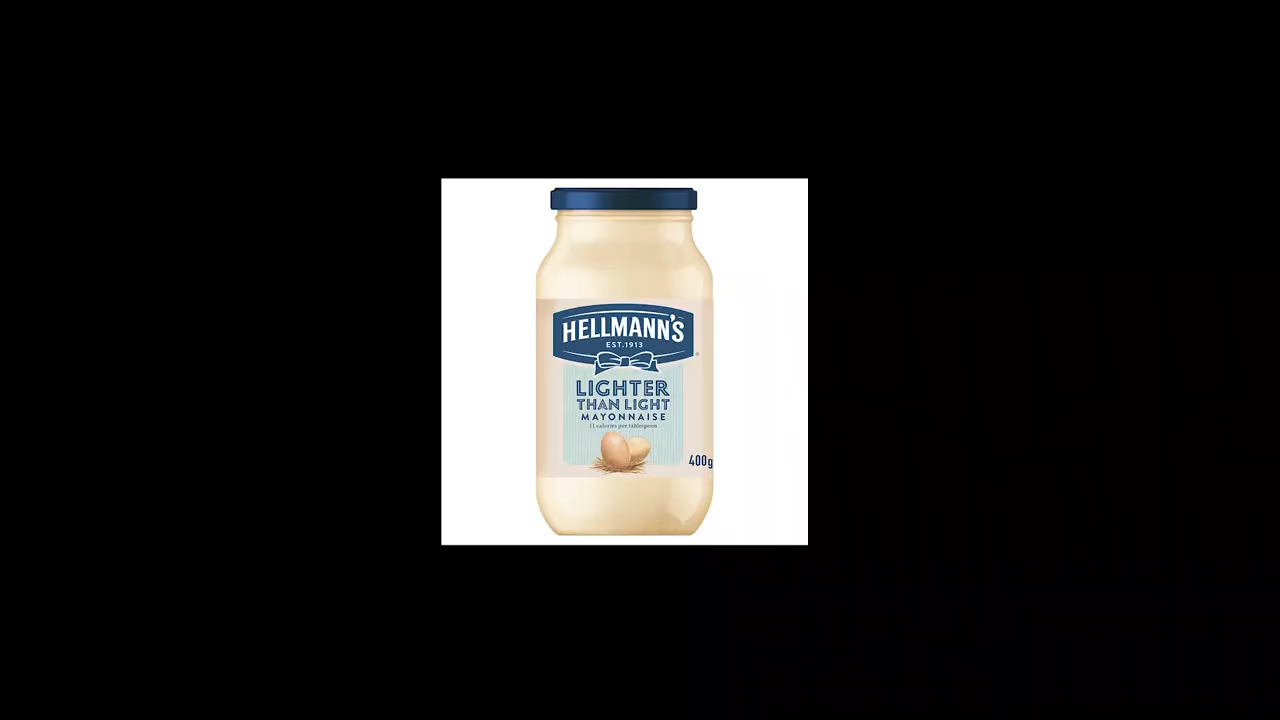 HELLMANN'S
EST.1913
LIGHTER
THAN LIGHT
MAYONNAISE
11 calories per tablespoon
400g